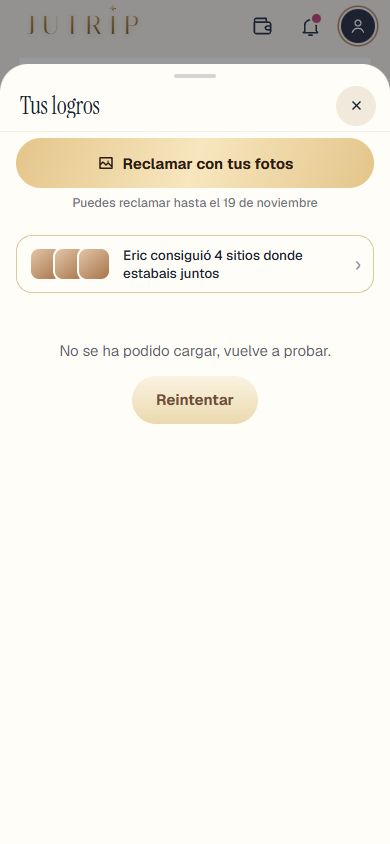 JUTRIP
Tus logros
Reclamar con tus fotos
Puedes reclamar hasta el 19 de noviembre
Eric consiguió 4 sitios donde
estabais juntos
No se ha podido cargar, vuelve a probar.
Reintentar